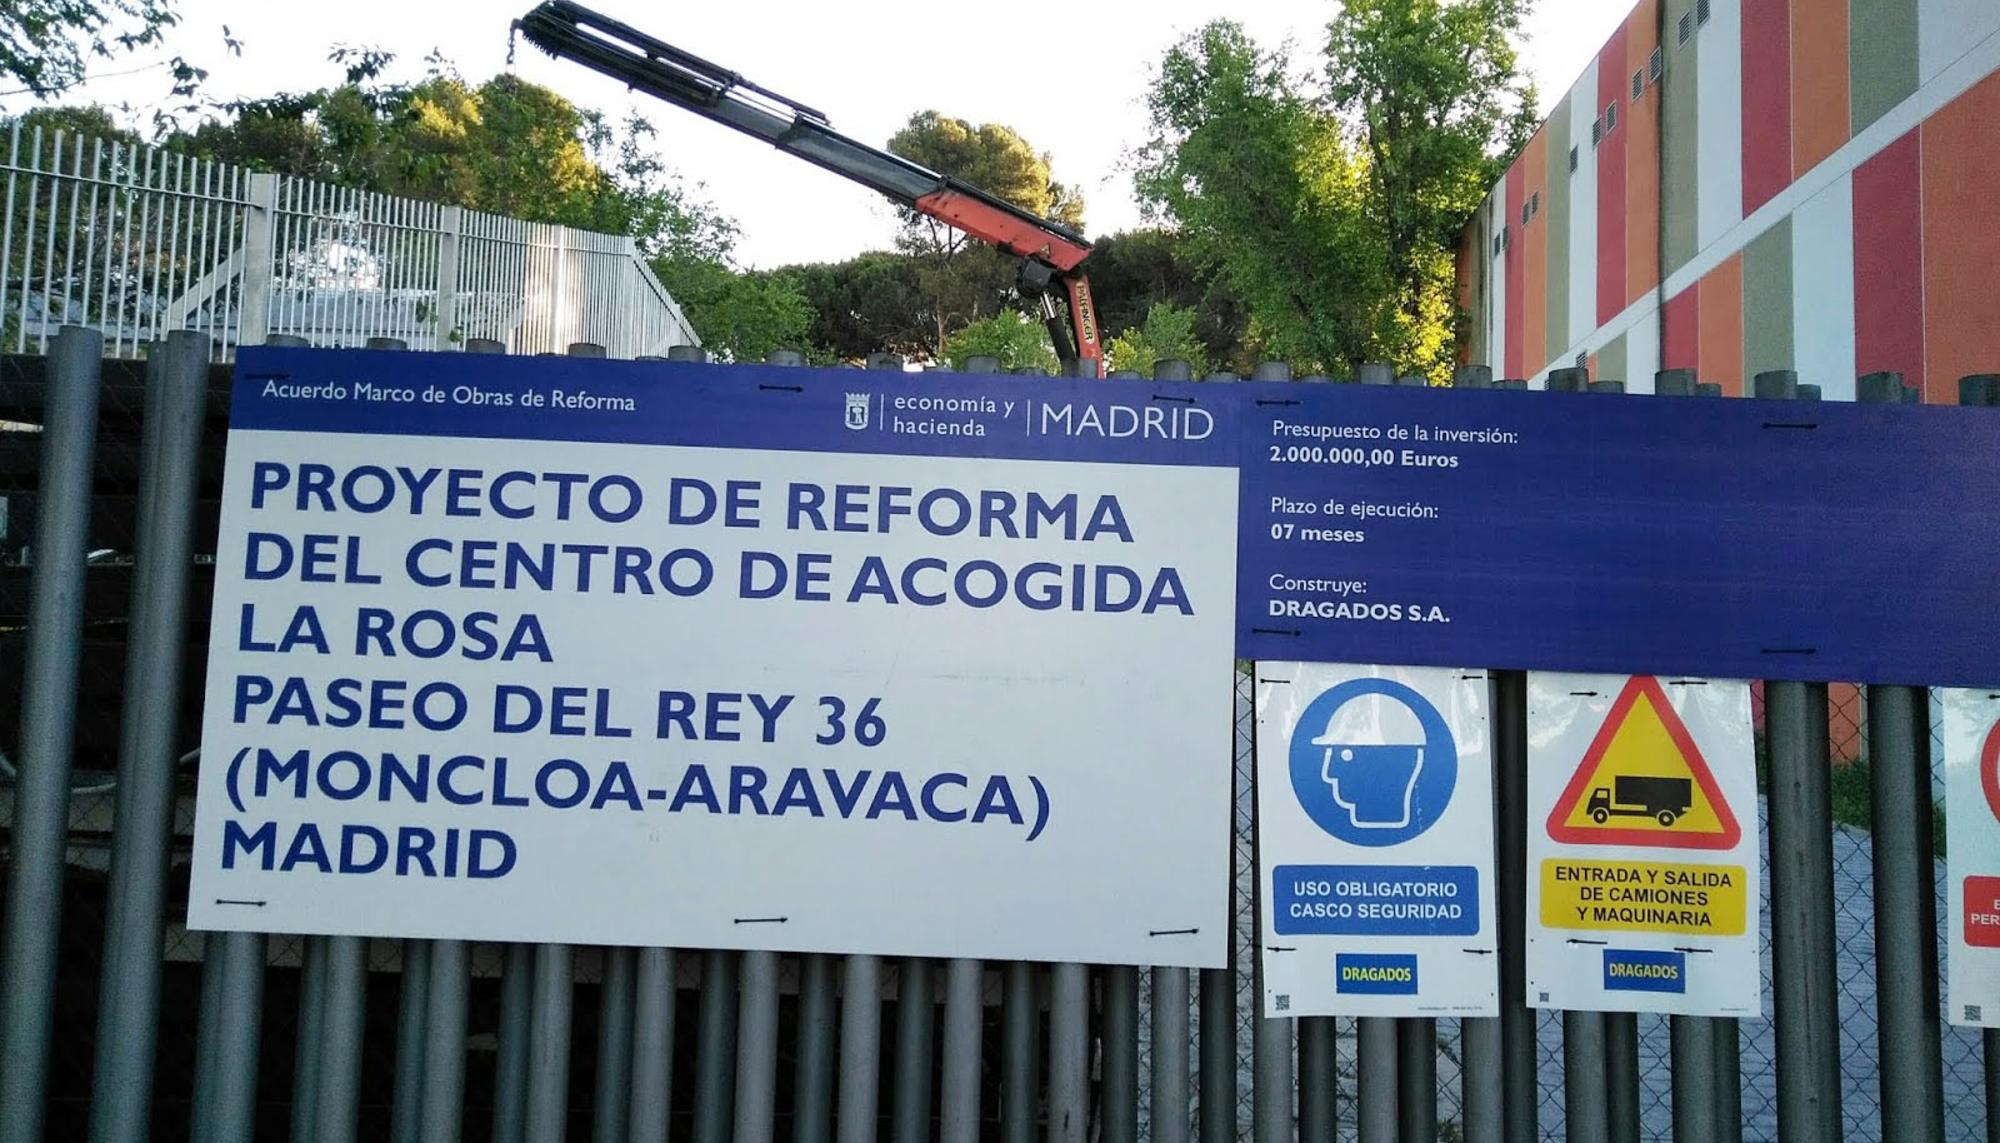 Acuerdo Marco de Obras de Reforma
economía y
hacienda
MADRID
PROYECTO DE REFORMA
DEL CENTRO DE ACOGIDA
LA ROSA
PASEO DEL REY 36
(MONCLOA-ARAVACA)
MADRID
Presupuesto de la inversión:
2.000.000,00 Euros
Plazo de ejecución:
07 meses
Construye:
DRAGADOS S.A.
USO OBLIGATORIO
CASCO SEGURIDAD
DRAGADOS
ENTRADA Y SALIDA
DE CAMIONES
Y MAQUINARIA
DRAGADOS
PALFINGER